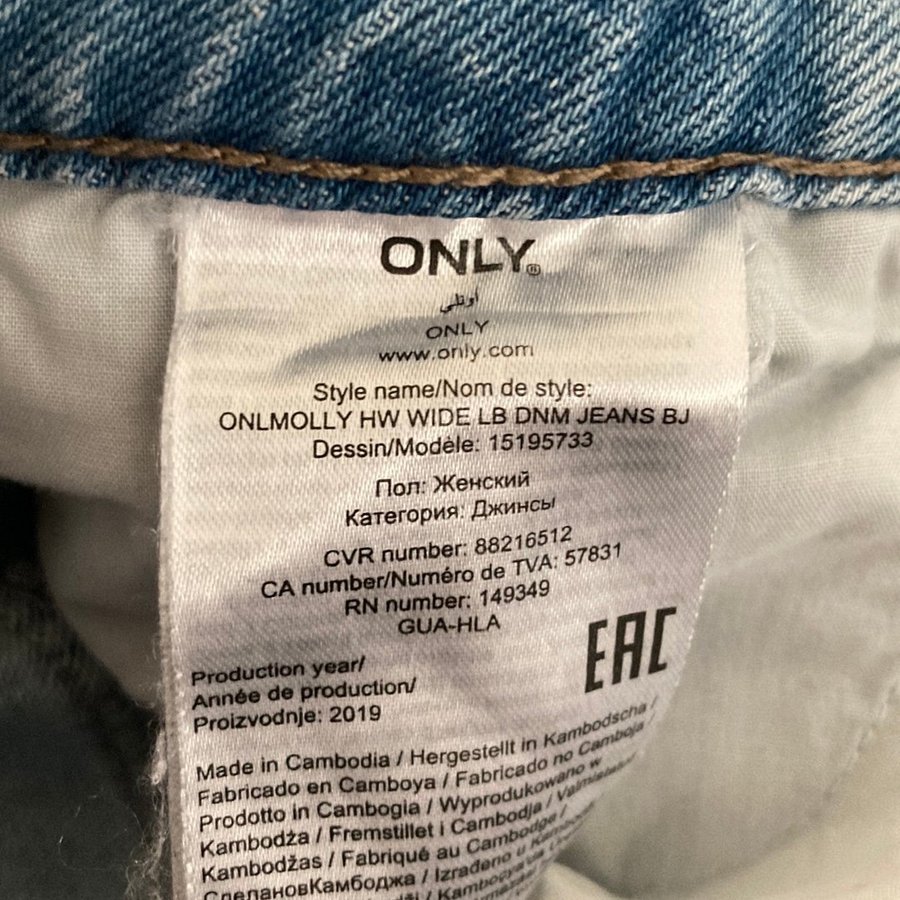 ONLY®
أونلي
ONLY
www.only.com
Style name/Nom de style:
ONLMOLLY HW WIDE LB DNM JEANS BJ
Dessin/Modèle: 15195733
Пол: Женский
Категория: Джинсы
CVR number: 88216512
CA number/Numéro de TVA: 57831
RN number: 149349
GUA-HLA
EAC
Production year/
Année de production/
Proizvodnje: 2019
Made in Cambodia / Hergestellt in Kambodscha /
Fabricado en Camboya / Fabricado no Camboja /
Prodotto in Cambogia / Wyprodukowano w
Kambodża / Fremstillet i Cambodja /
Kambodžas / Fabriqué au Cambodge /
СделановКамбоджа / Izrađeno u